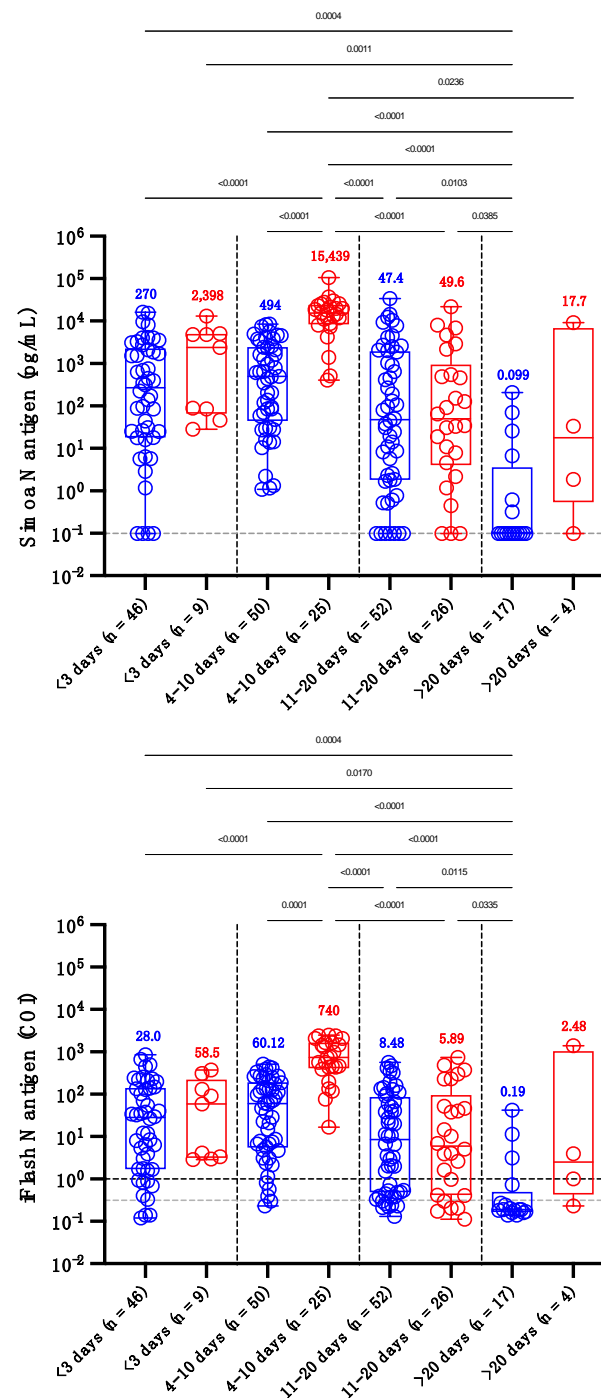 0.0004
0.0011
0.0236
<0.0001
<0.0001
<0.0001 <0.0001 0.0103
<0.0001 <0.0001 0.0385
Simoa N antigen (pg/mL)
10⁶
10⁵
10⁴
10³
10²
10¹
10⁰
10⁻¹
10⁻²
270 2,398 494 15,439 47.4 49.6 0.099 17.7
<3 days (n = 46)
<3 days (n = 9)
4–10 days (n = 50)
4–10 days (n = 25)
11–20 days (n = 52)
11–20 days (n = 26)
>20 days (n = 17)
>20 days (n = 4)
0.0004
0.0170
<0.0001
<0.0001 <0.0001
<0.0001 0.0115
0.0001 <0.0001 0.0335
iFlash N antigen (COI)
10⁶
10⁵
10⁴
10³
10²
10¹
10⁰
10⁻¹
10⁻²
28.0 58.5 60.12 740 8.48 5.89 0.19 2.48
<3 days (n = 46)
<3 days (n = 9)
4–10 days (n = 50)
4–10 days (n = 25)
11–20 days (n = 52)
11–20 days (n = 26)
>20 days (n = 17)
>20 days (n = 4)